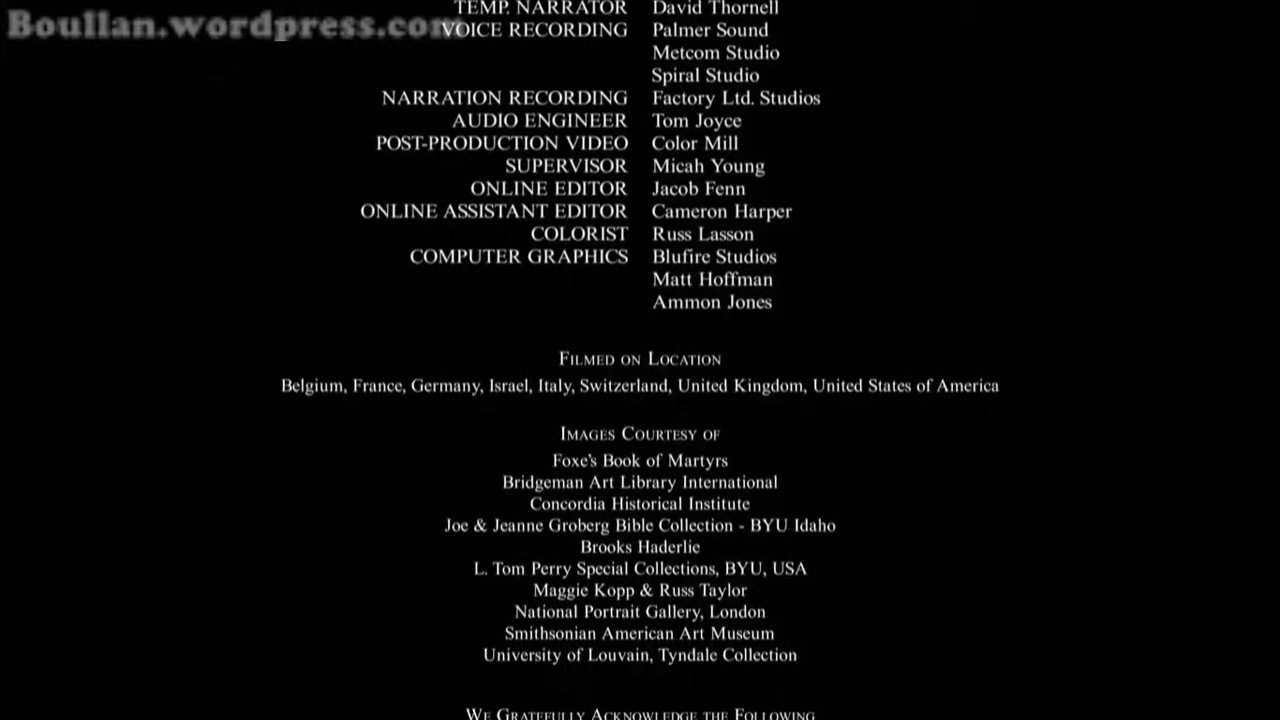 Boullan.wordpress.com
TEMP. NARRATOR David Thornell
VOICE RECORDING Palmer Sound
Metcom Studio
Spiral Studio
NARRATION RECORDING Factory Ltd. Studios
AUDIO ENGINEER Tom Joyce
POST-PRODUCTION VIDEO Color Mill
SUPERVISOR Micah Young
ONLINE EDITOR Jacob Fenn
ONLINE ASSISTANT EDITOR Cameron Harper
COLORIST Russ Lasson
COMPUTER GRAPHICS Blufire Studios
Matt Hoffman
Ammon Jones
FILMED ON LOCATION
Belgium, France, Germany, Israel, Italy, Switzerland, United Kingdom, United States of America
IMAGES COURTESY OF
Foxe's Book of Martyrs
Bridgeman Art Library International
Concordia Historical Institute
Joe & Jeanne Groberg Bible Collection - BYU Idaho
Brooks Haderlie
L. Tom Perry Special Collections, BYU, USA
Maggie Kopp & Russ Taylor
National Portrait Gallery, London
Smithsonian American Art Museum
University of Louvain, Tyndale Collection
WE GRATEFULLY ACKNOWLEDGE THE FOLLOWING